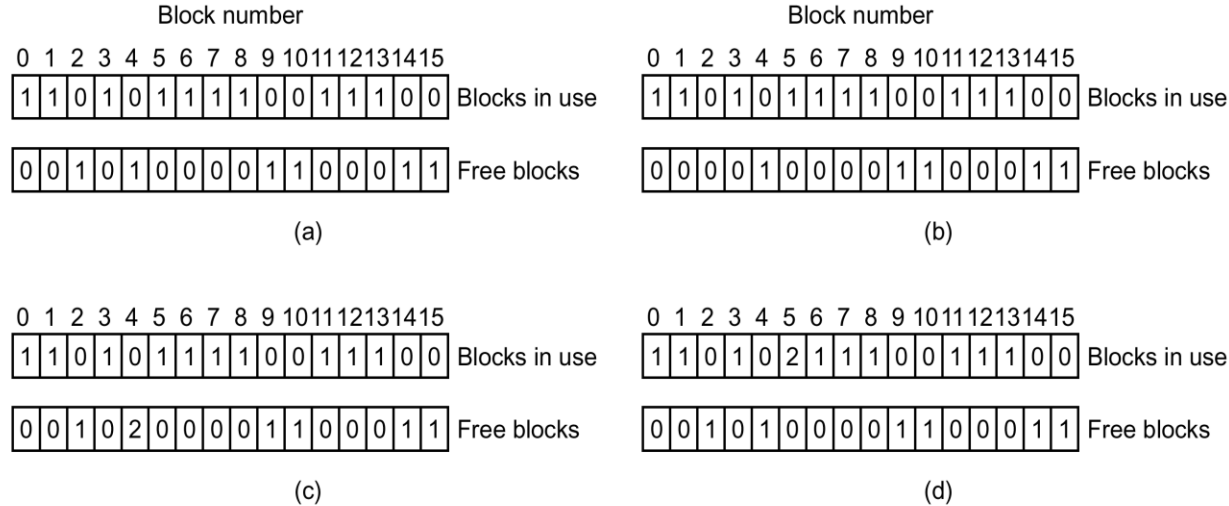 Block number
0 1 2 3 4 5 6 7 8 9 10 11 12 13 14 15
1 1 0 1 0 1 1 1 1 0 0 1 1 1 0 0 Blocks in use
0 0 1 0 1 0 0 0 0 1 1 0 0 0 1 1 Free blocks
(a)
Block number
0 1 2 3 4 5 6 7 8 9 10 11 12 13 14 15
1 1 0 1 0 1 1 1 1 0 0 1 1 1 0 0 Blocks in use
0 0 0 0 1 0 0 0 0 1 1 0 0 0 1 1 Free blocks
(b)
0 1 2 3 4 5 6 7 8 9 10 11 12 13 14 15
1 1 0 1 0 1 1 1 1 0 0 1 1 1 0 0 Blocks in use
0 0 1 0 2 0 0 0 0 1 1 0 0 0 1 1 Free blocks
(c)
0 1 2 3 4 5 6 7 8 9 10 11 12 13 14 15
1 1 0 1 0 2 1 1 1 0 0 1 1 1 0 0 Blocks in use
0 0 1 0 1 0 0 0 0 1 1 0 0 0 1 1 Free blocks
(d)